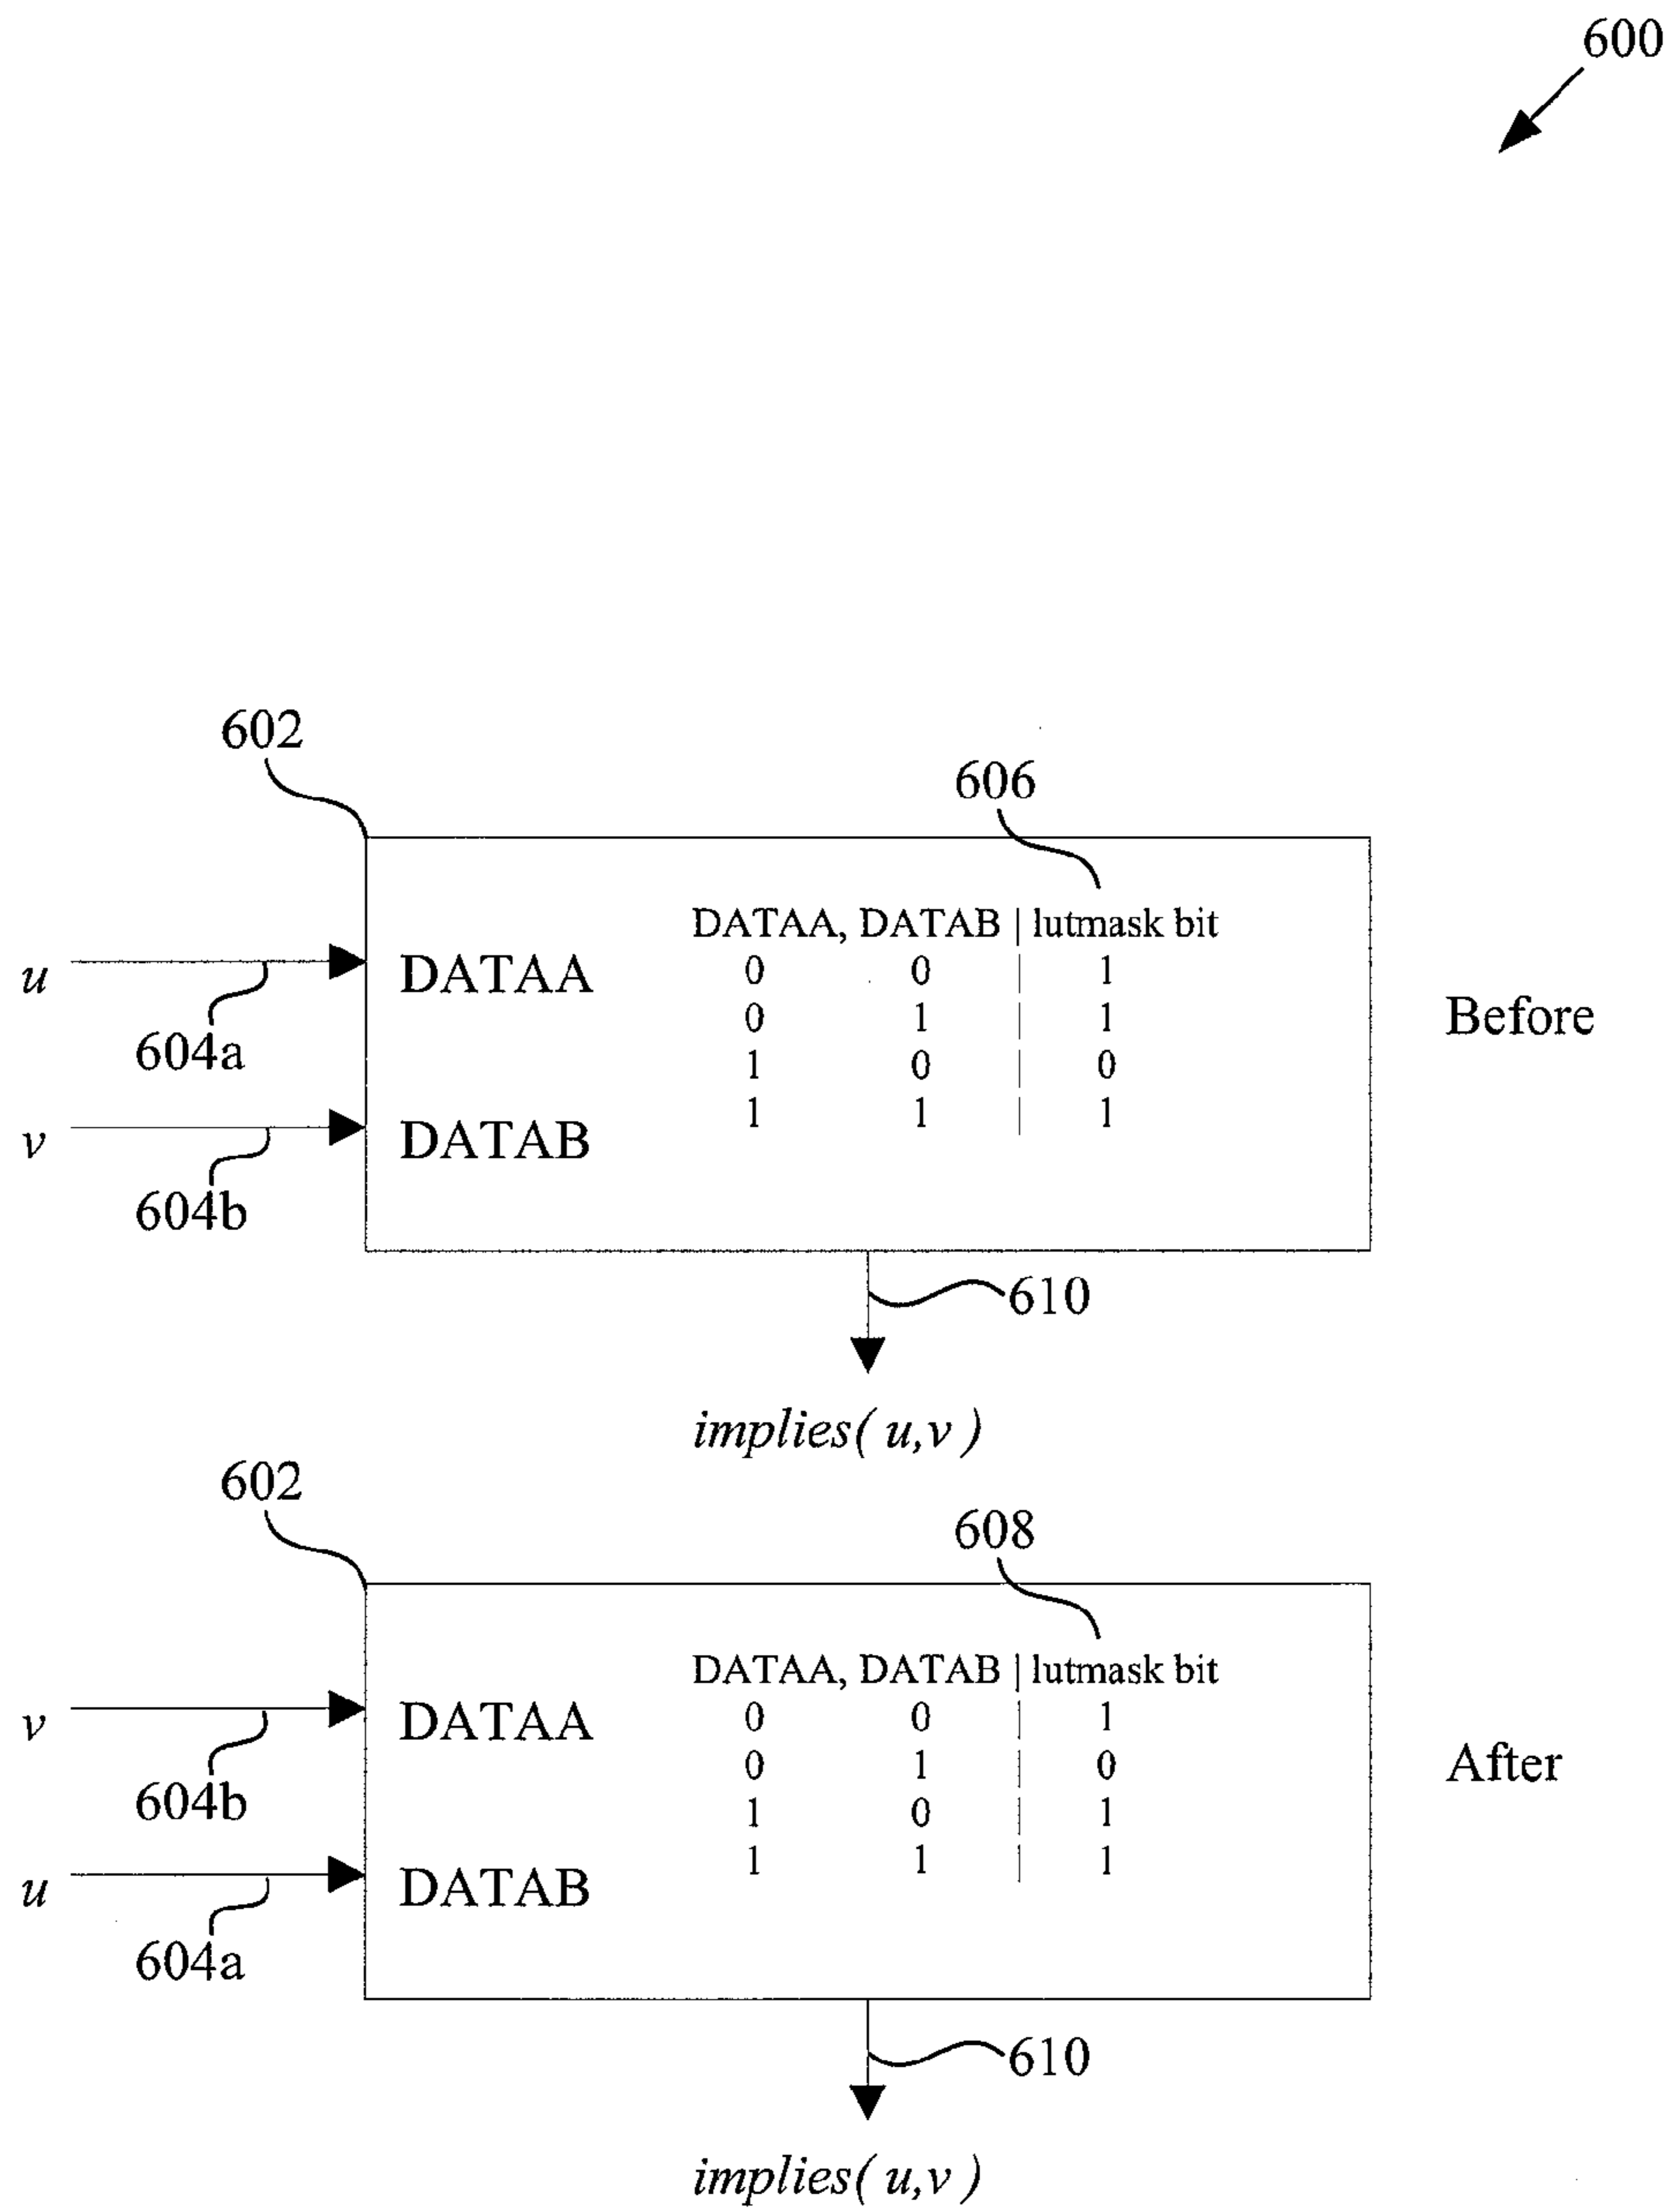 600
602
606
DATAA, DATAB | lutmask bit
u DATAA 0 0 | 1
604a 0 1 | 1 Before
1 0 | 0
v DATAB 1 1 | 1
604b
610
implies( u,v )
602
608
DATAA, DATAB | lutmask bit
v DATAA 0 0 | 1
604b 0 1 | 0 After
1 0 | 1
u DATAB 1 1 | 1
604a
610
implies( u,v )